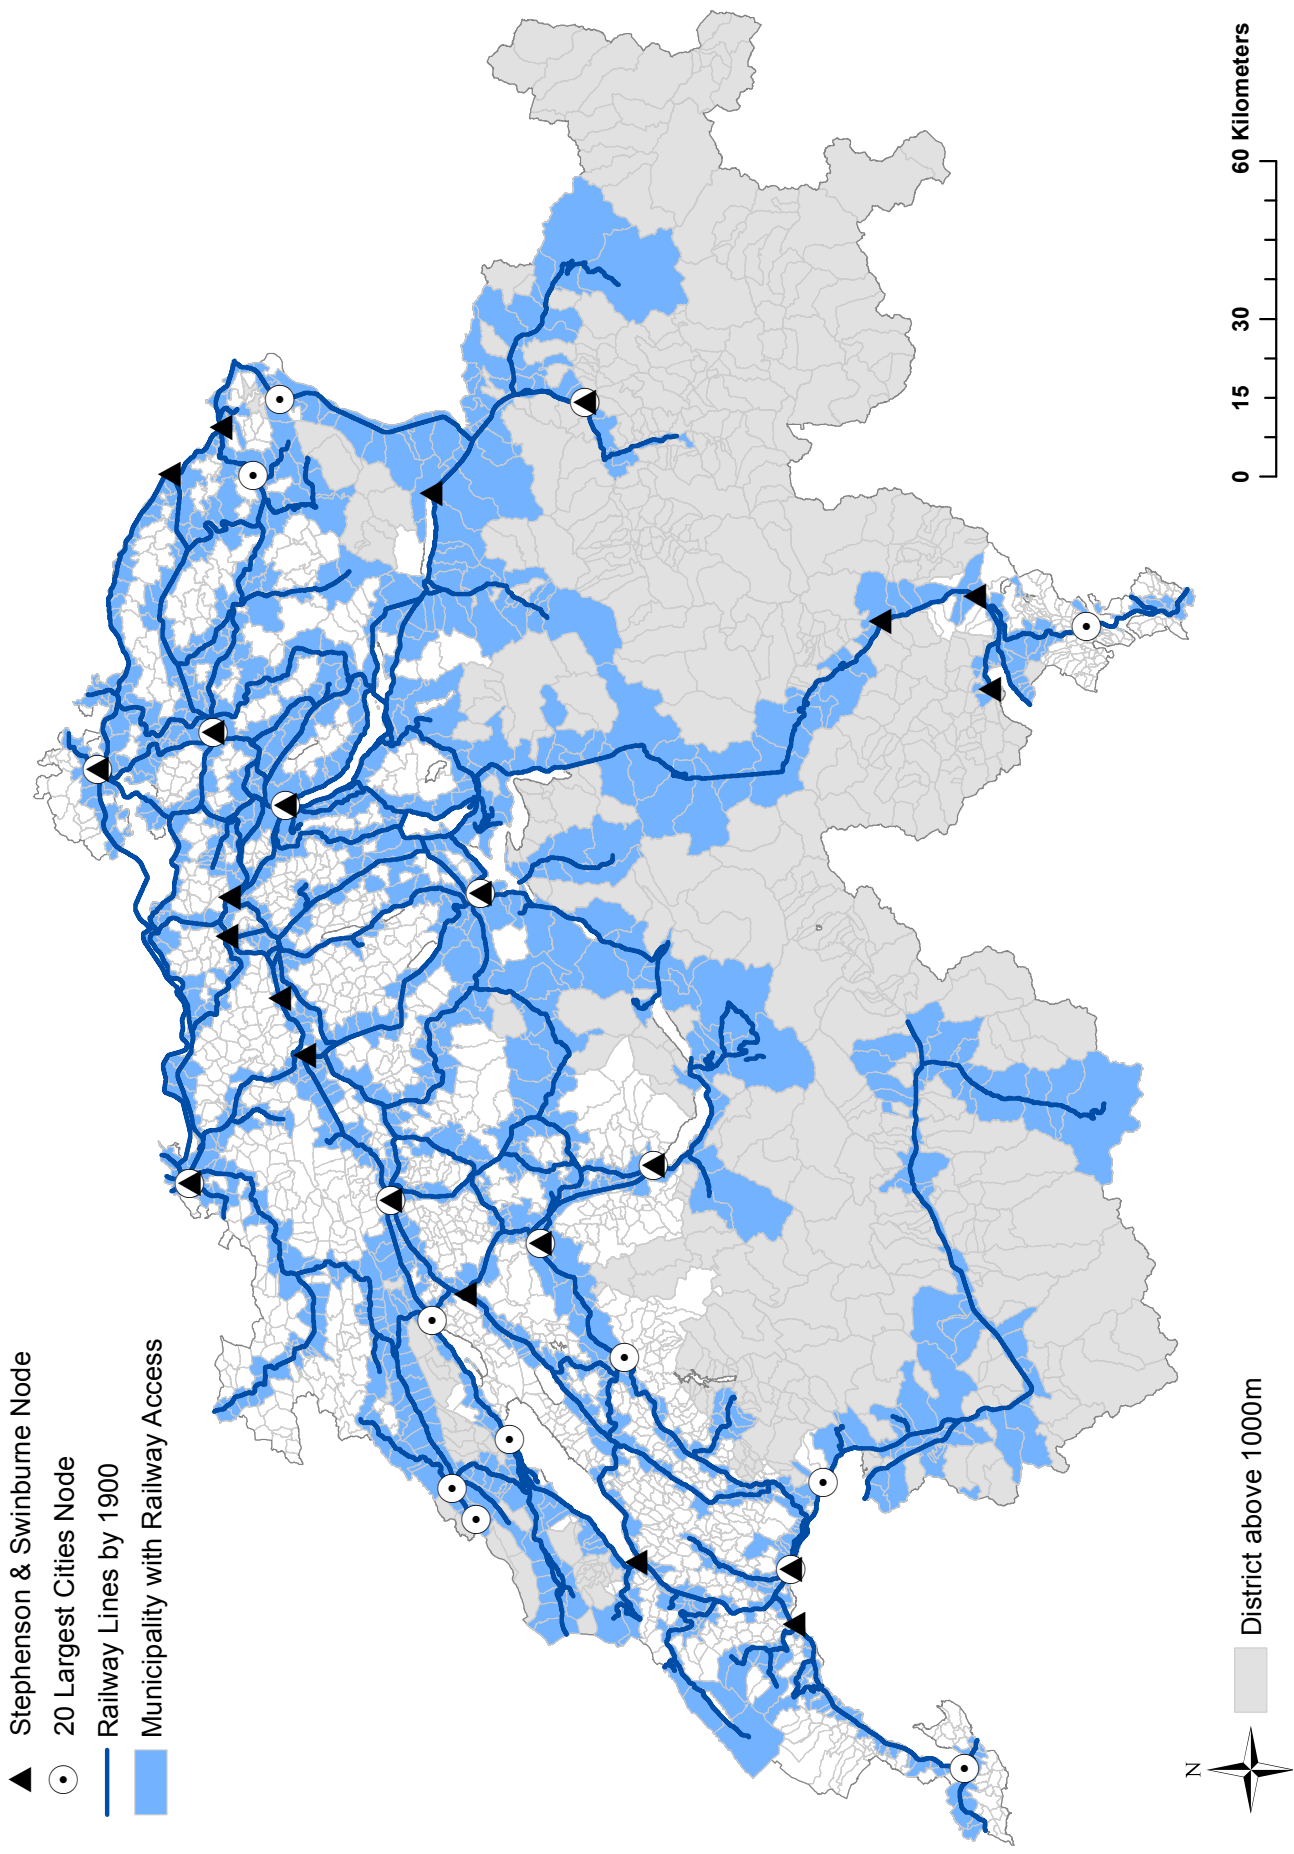 Stephenson & Swinburne Node
20 Largest Cities Node
Railway Lines by 1900
Municipality with Railway Access
District above 1000m
N
0 15 30 60 Kilometers